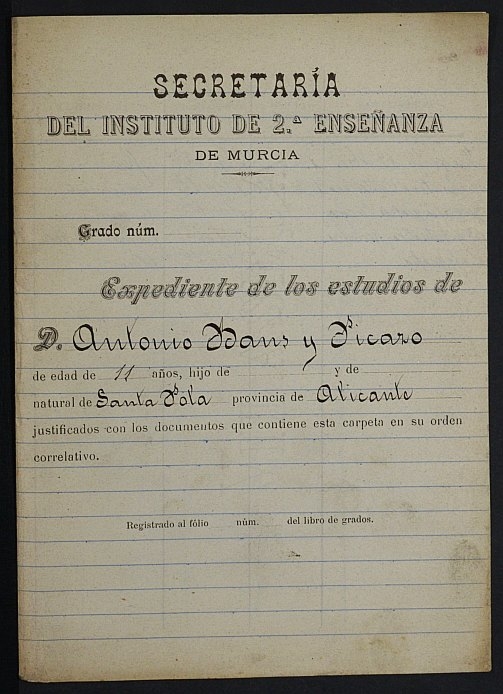 SECRETARÍA
DEL INSTITUTO DE 2.ª ENSEÑANZA
DE MURCIA
Grado núm.
Expediente de los estudios de
D. Antonio Hans y Picazo
de edad de 11 años, hijo de y de
natural de Santa Pola provincia de Alicante
justificados con los documentos que contiene esta carpeta en su orden
correlativo.
Registrado al fólio núm. del libro de grados.